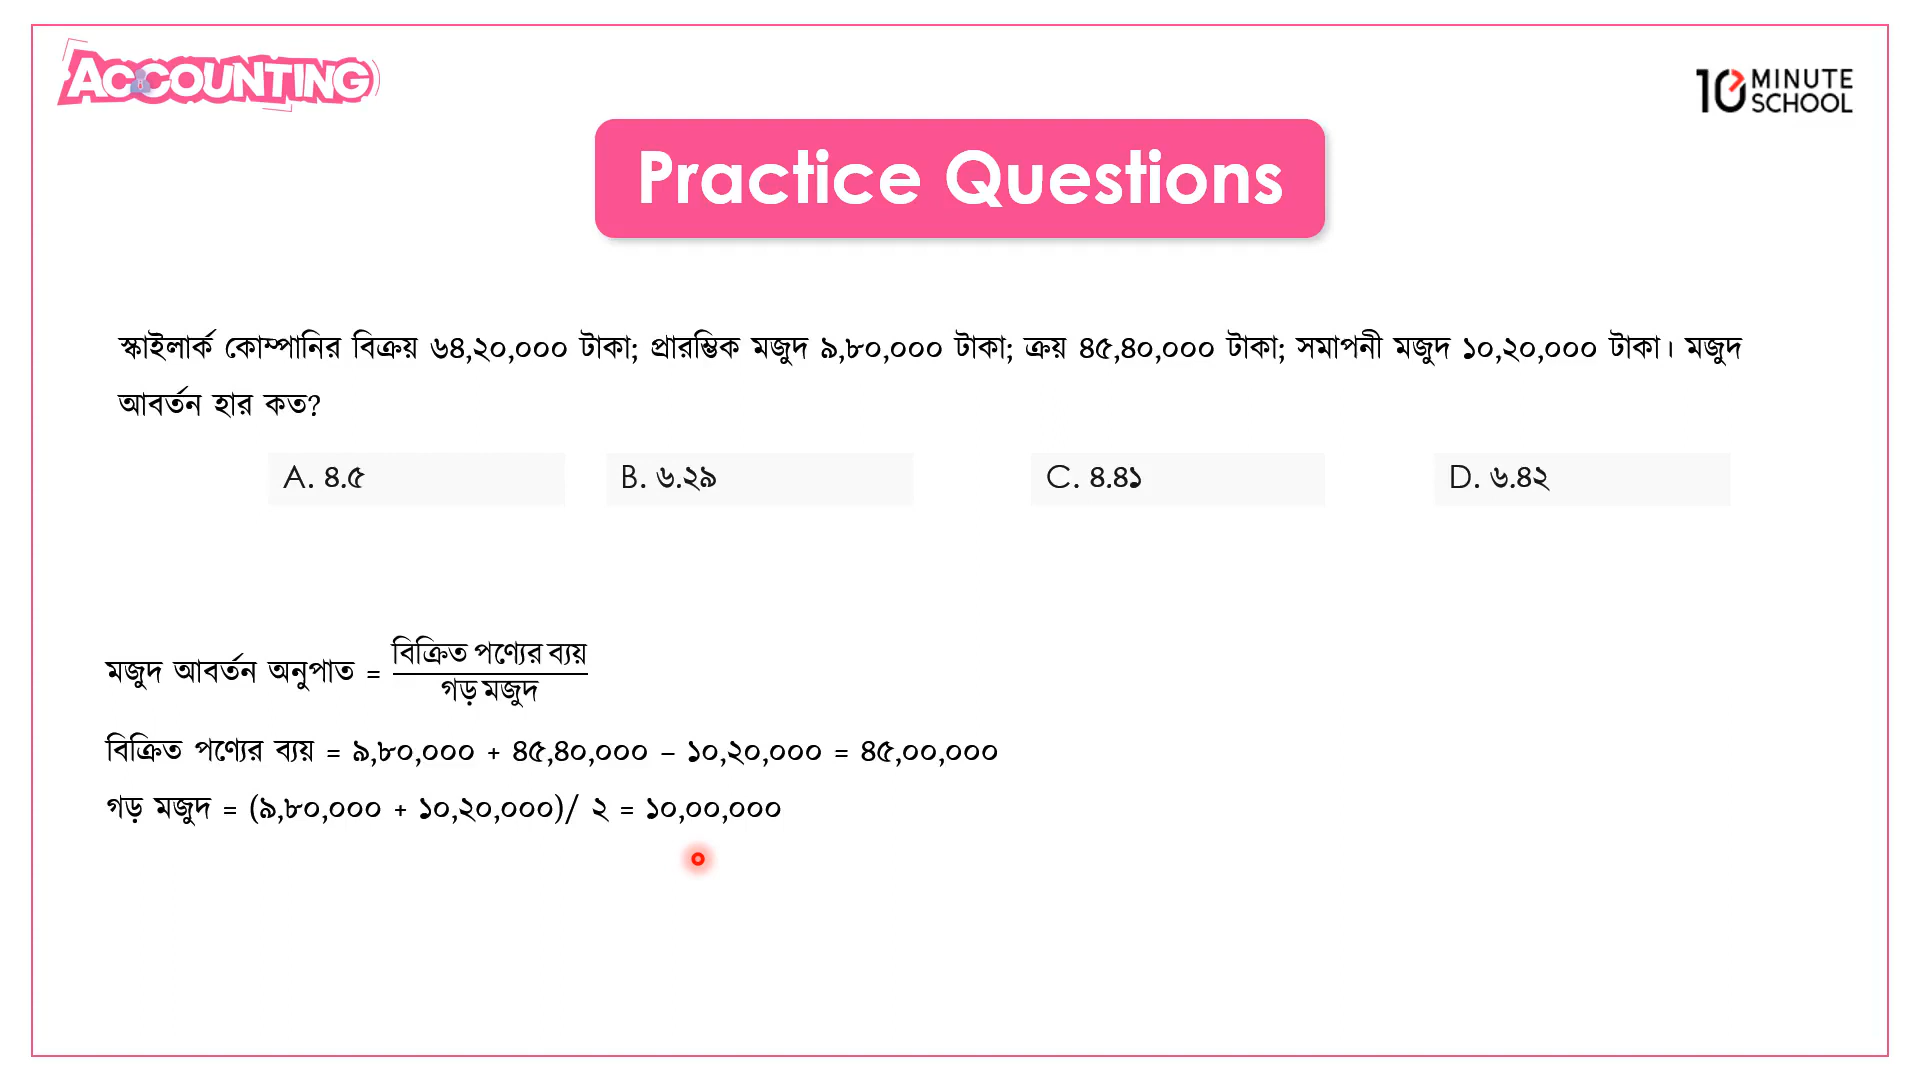 ACCOUNTING
10 MINUTE SCHOOL
Practice Questions
স্কাইলার্ক কোম্পানির বিক্রয় ৬৪,২০,০০০ টাকা; প্রারম্ভিক মজুদ ৯,৮০,০০০ টাকা; ক্রয় ৪৫,৪০,০০০ টাকা; সমাপনী মজুদ ১০,২০,০০০ টাকা। মজুদ
আবর্তন হার কত?
A. ৪.৫ B. ৬.২৯ C. ৪.৪১ D. ৬.৪২
মজুদ আবর্তন অনুপাত = বিক্রিত পণ্যের ব্যয়
গড় মজুদ
বিক্রিত পণ্যের ব্যয় = ৯,৮০,০০০ + ৪৫,৪০,০০০ – ১০,২০,০০০ = ৪৫,০০,০০০
গড় মজুদ = (৯,৮০,০০০ + ১০,২০,০০০)/ ২ = ১০,০০,০০০